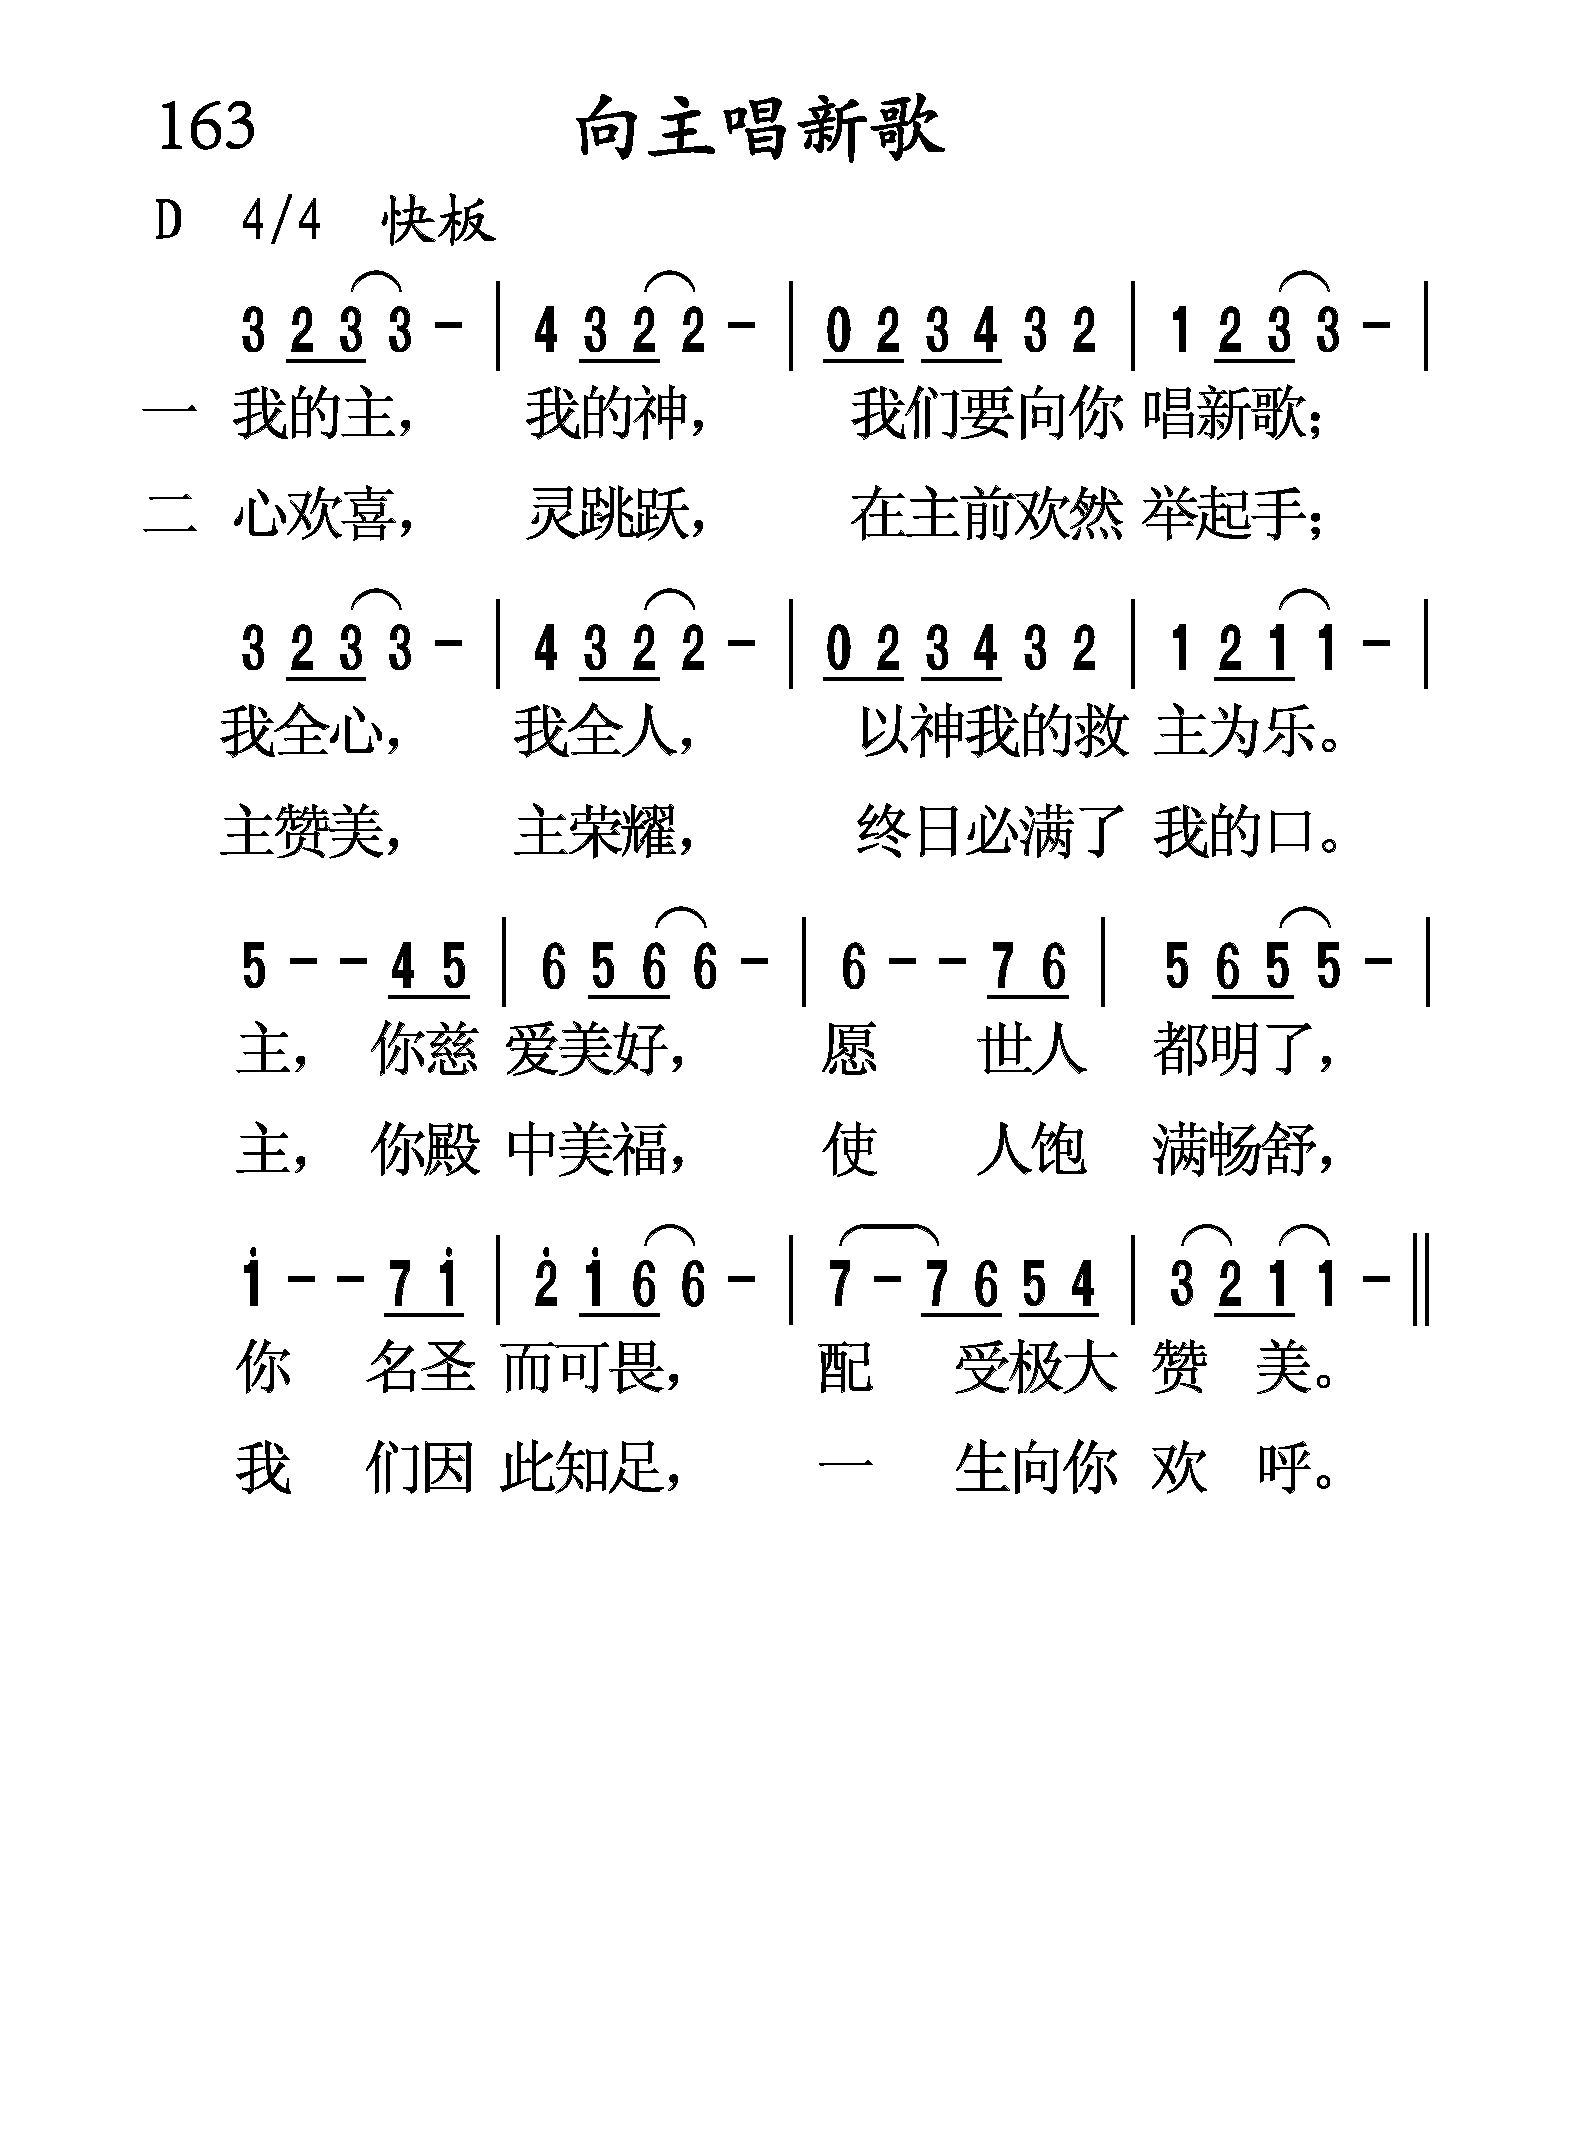 163 向主唱新歌
D 4/4 快板
3 2 3 3 - | 4 3 2 2 - | 0 2 3 4 3 2 | 1 2 3 3 - |
一 我的主， 我的神， 我们要向你 唱新歌；
二 心欢喜， 灵跳跃， 在主前欢然 举起手；
3 2 3 3 - | 4 3 2 2 - | 0 2 3 4 3 2 | 1 2 1 1 - |
我全心， 我全人， 以神我的救 主为乐。
主赞美， 主荣耀， 终日必满了 我的口。
5 - - 4 5 | 6 5 6 6 - | 6 - - 7 6 | 5 6 5 5 - |
主， 你慈 爱美好， 愿 世人 都明了，
主， 你殿 中美福， 使 人饱 满畅舒，
1̇ - - 7 1̇ | 2̇ 1̇ 6 6 - | 7 - 7 6 5 4 | 3 2 1 1 - ‖
你 名圣 而可畏， 配 受极大 赞 美。
我 们因 此知足， 一 生向你 欢 呼。